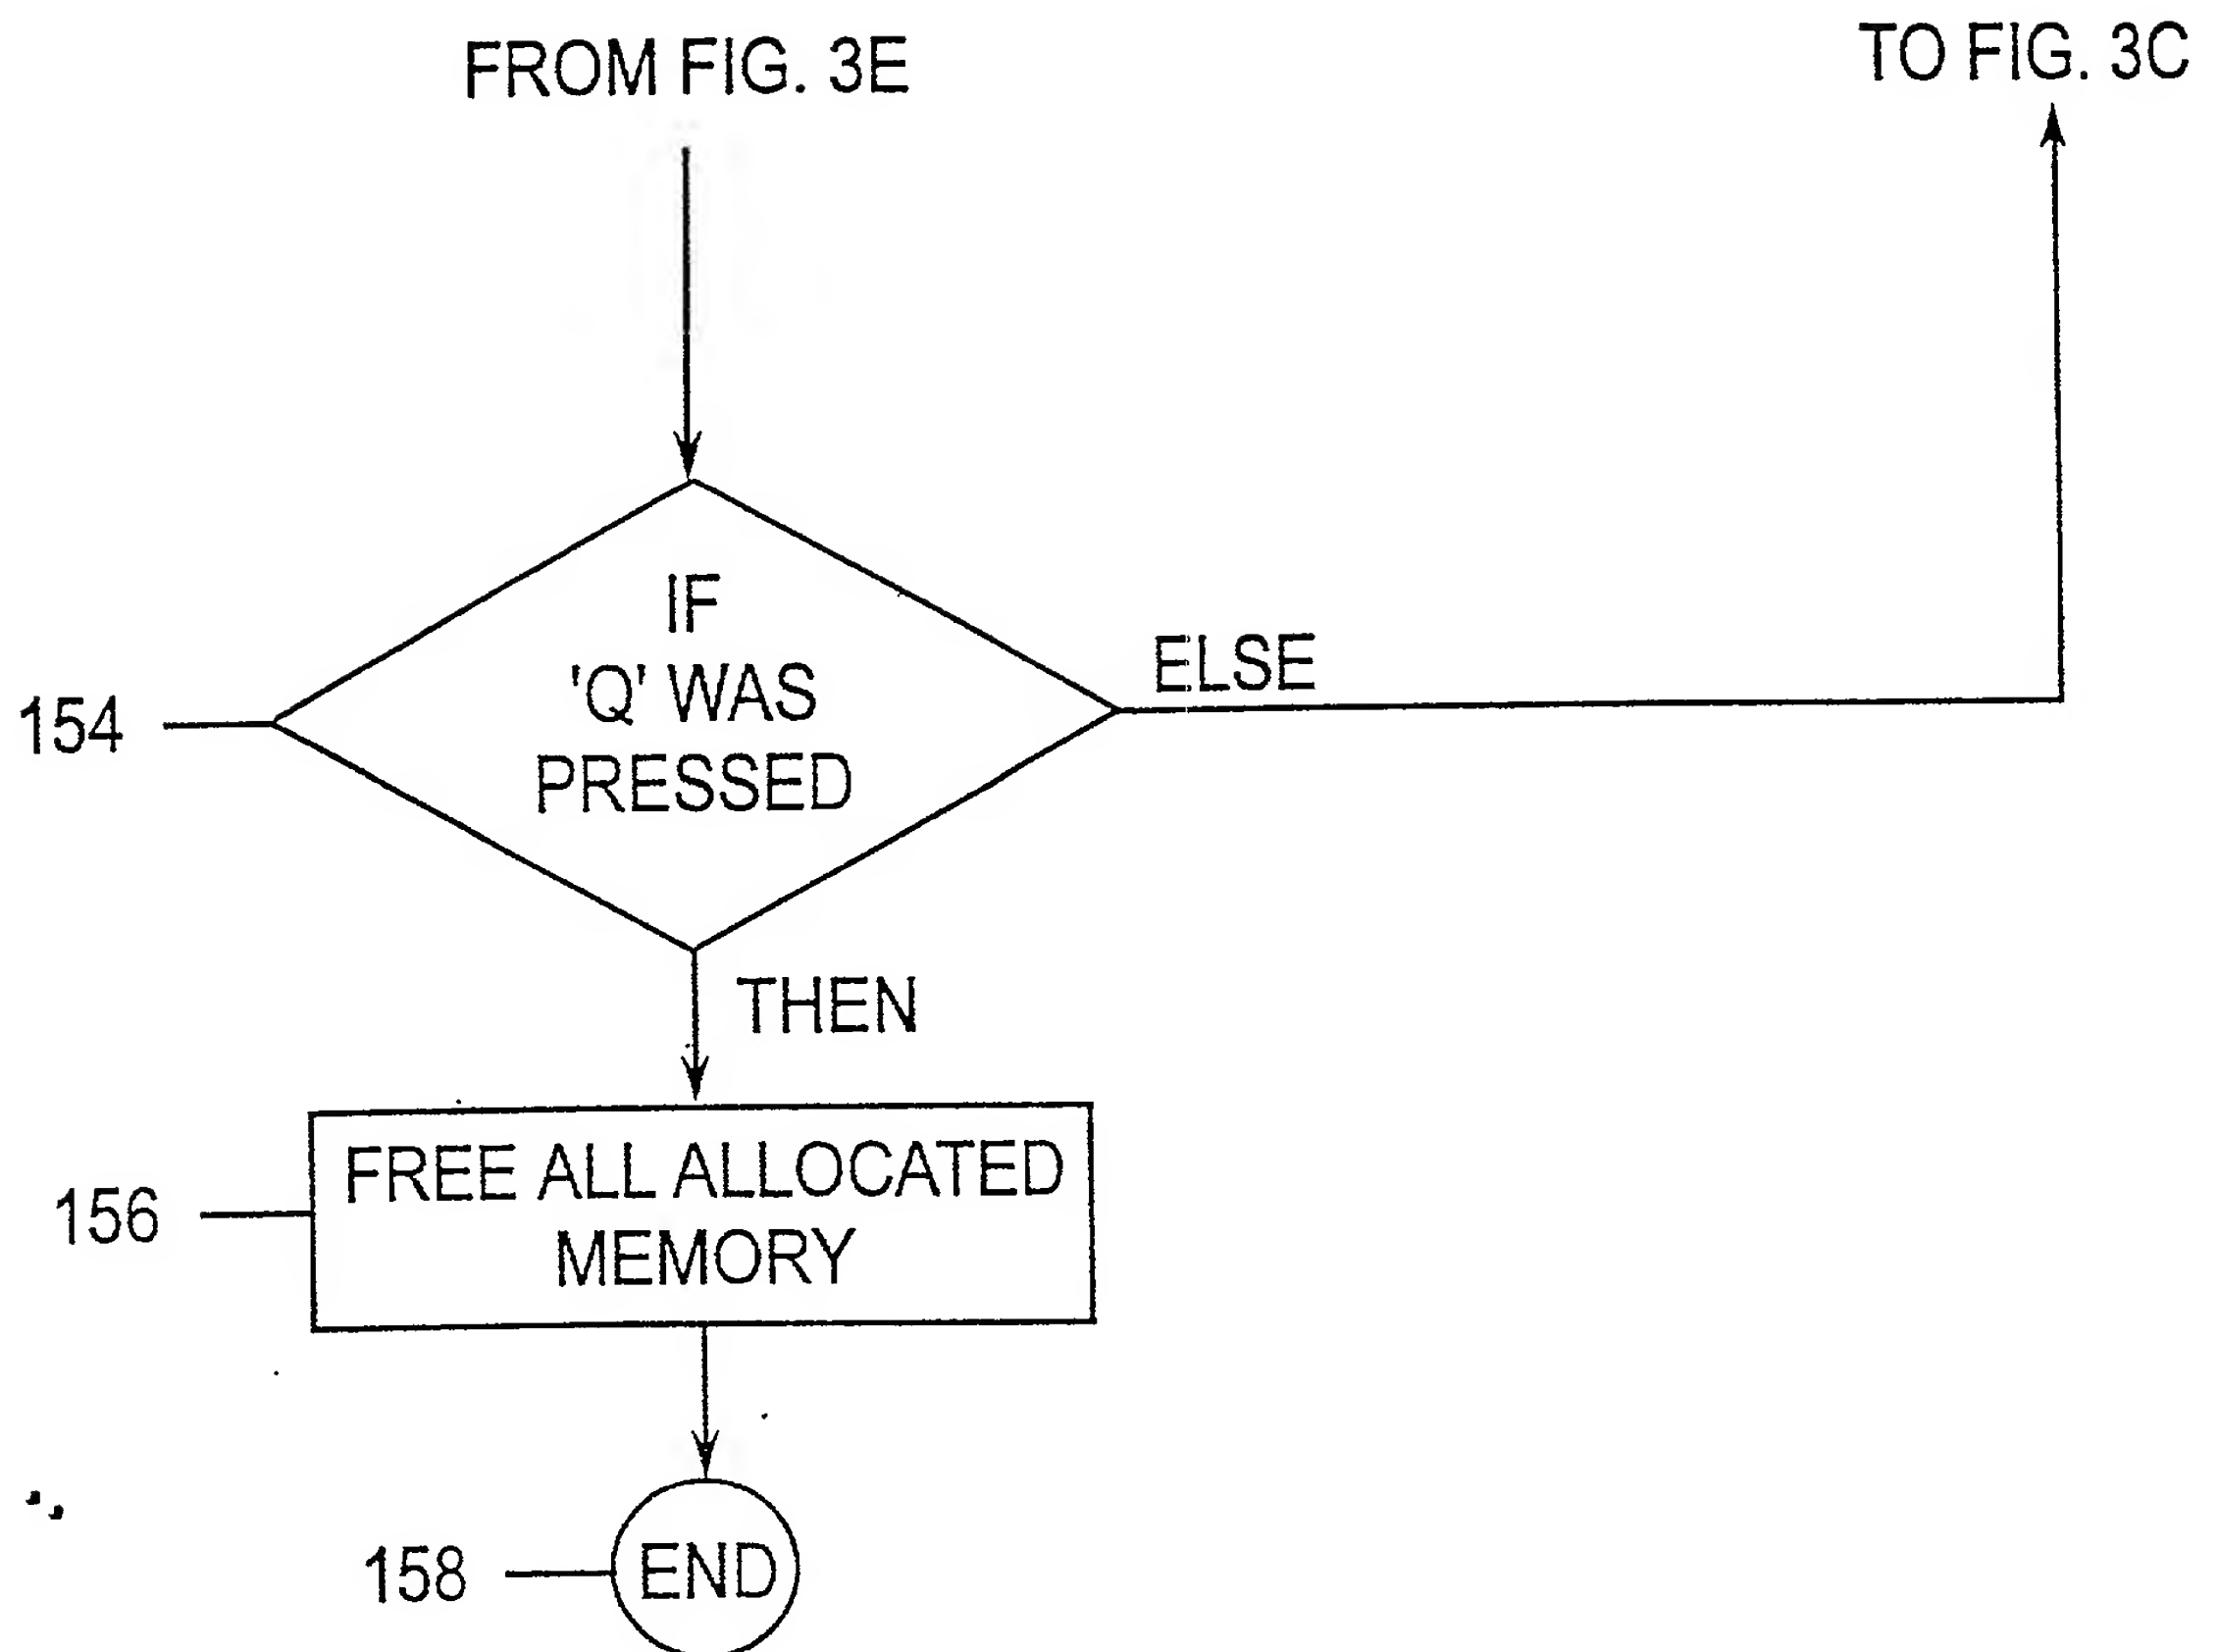 FROM FIG. 3E
TO FIG. 3C
IF
'Q' WAS
PRESSED
ELSE
154
THEN
FREE ALL ALLOCATED
MEMORY
156
END
158